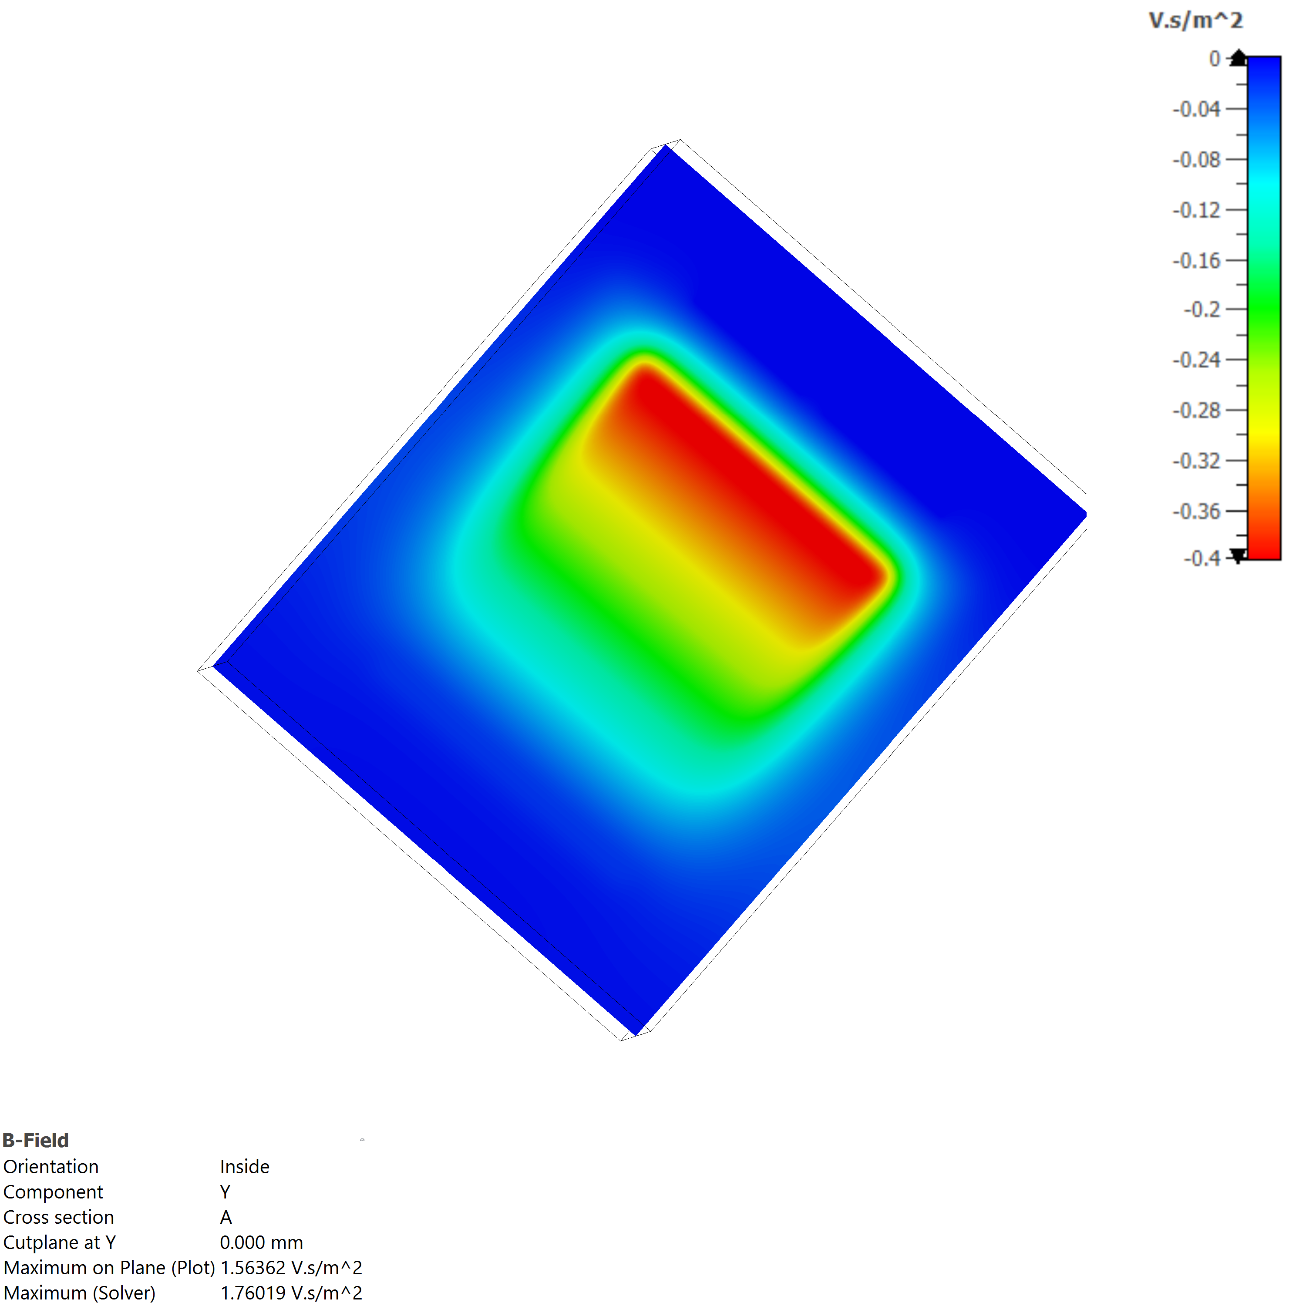 V.s/m^2
0
-0.04
-0.08
-0.12
-0.16
-0.2
-0.24
-0.28
-0.32
-0.36
-0.4
B-Field
Orientation Inside
Component Y
Cross section A
Cutplane at Y 0.000 mm
Maximum on Plane (Plot) 1.56362 V.s/m^2
Maximum (Solver) 1.76019 V.s/m^2